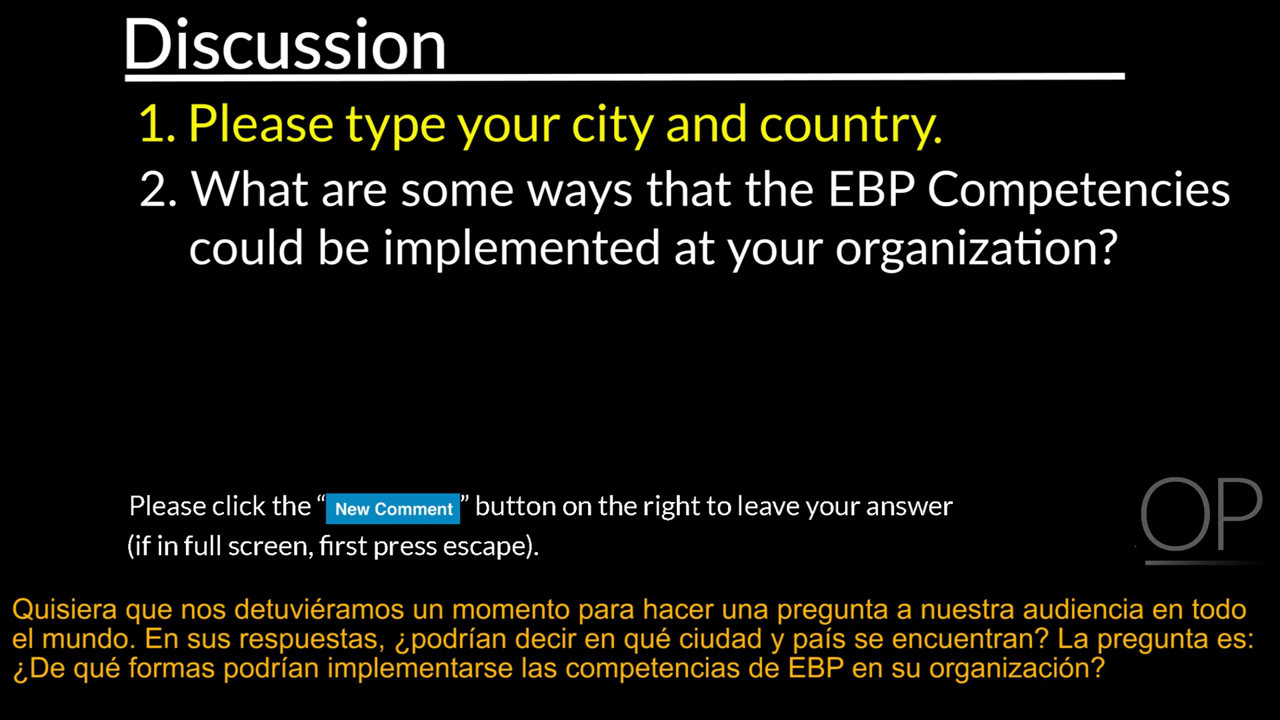 Discussion
1. Please type your city and country.
2. What are some ways that the EBP Competencies
could be implemented at your organization?
Please click the “New Comment” button on the right to leave your answer
(if in full screen, first press escape).
OP
Quisiera que nos detuviéramos un momento para hacer una pregunta a nuestra audiencia en todo
el mundo. En sus respuestas, ¿podrían decir en qué ciudad y país se encuentran? La pregunta es:
¿De qué formas podrían implementarse las competencias de EBP en su organización?